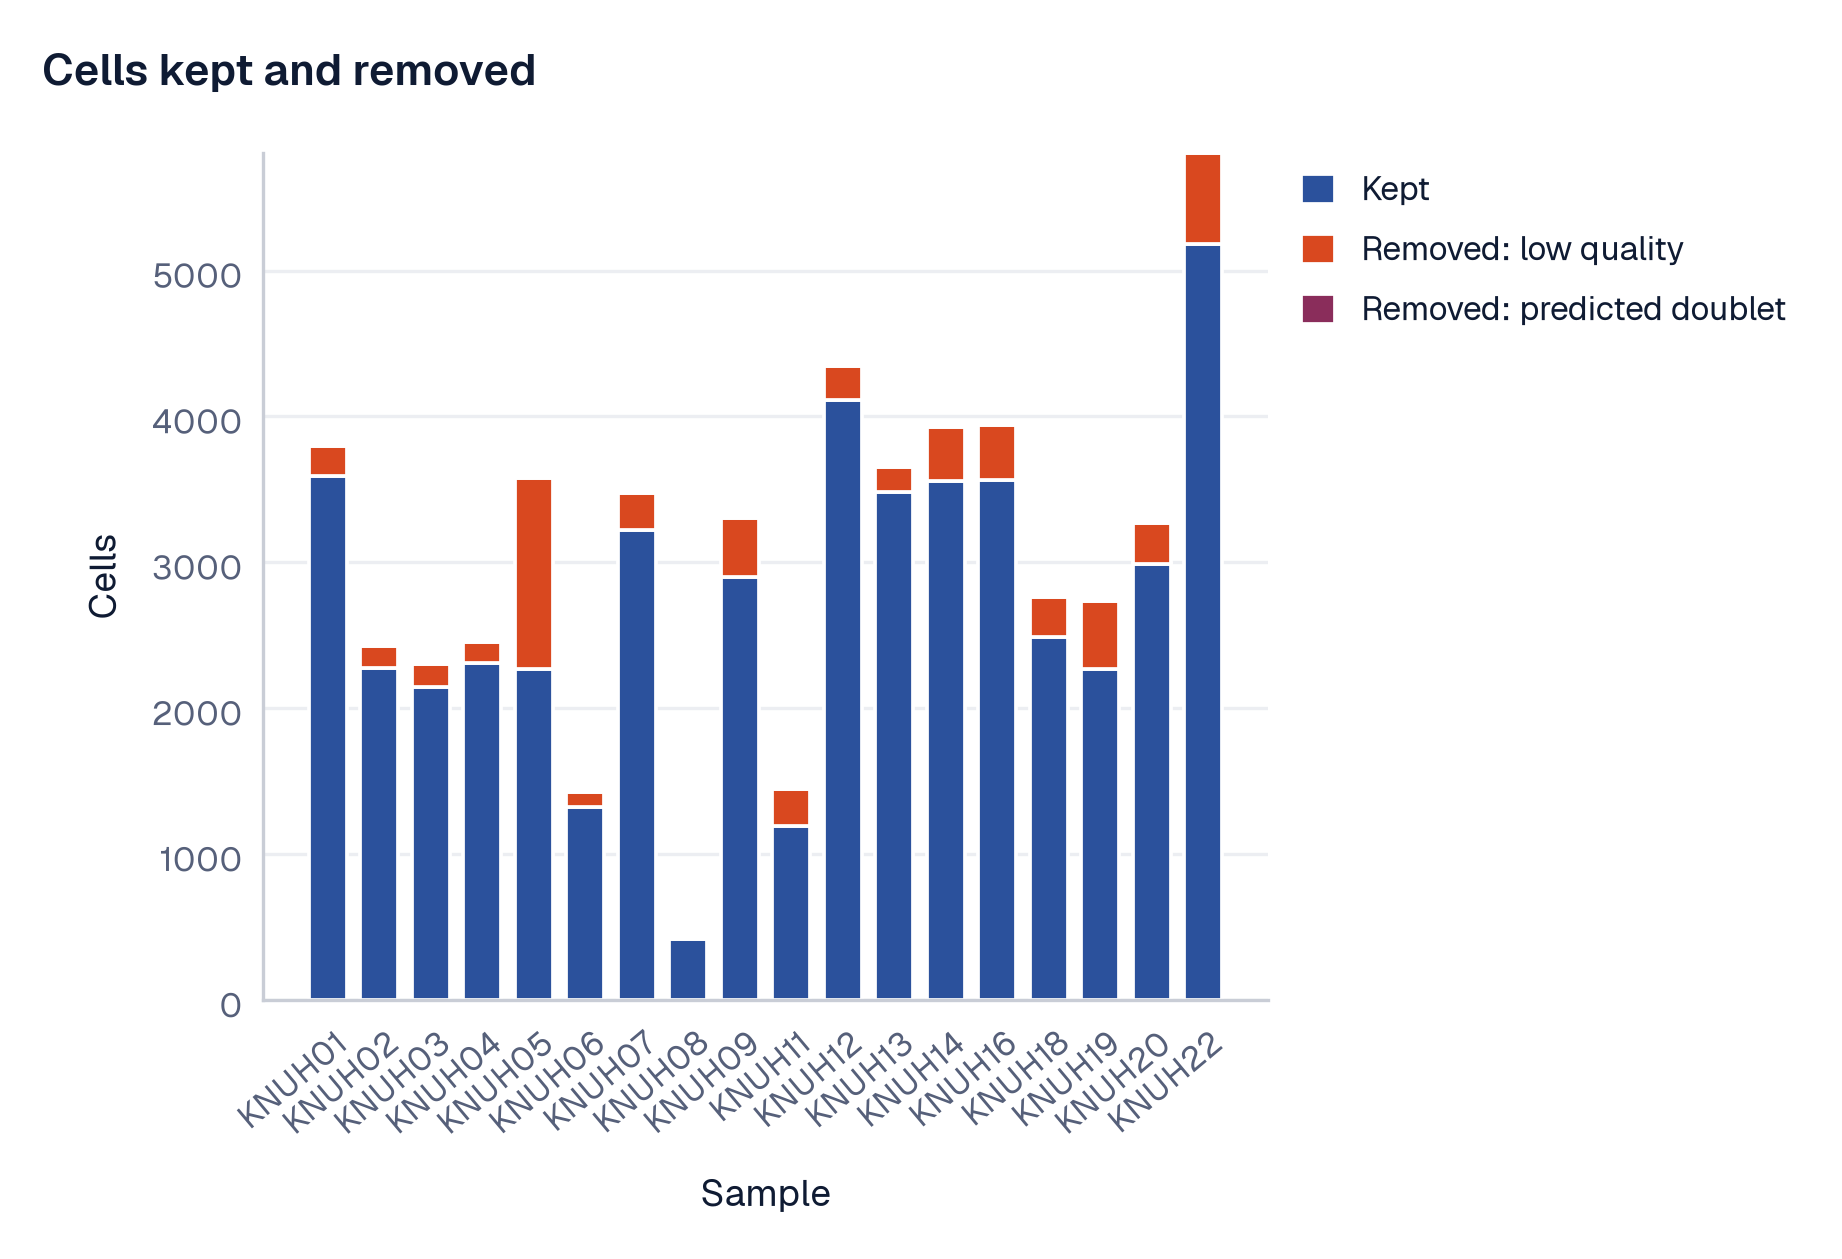 Cells kept and removed
Kept
Removed: low quality
Removed: predicted doublet
Cells
5000
4000
3000
2000
1000
0
KNUH01
KNUH02
KNUH03
KNUH04
KNUH05
KNUH06
KNUH07
KNUH08
KNUH09
KNUH11
KNUH12
KNUH13
KNUH14
KNUH16
KNUH18
KNUH19
KNUH20
KNUH22
Sample